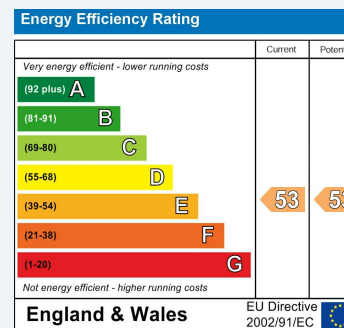 Energy Efficiency Rating
Current
Very energy efficient - lower running costs
(92 plus) A
(81-91) B
(69-80) C
(55-68) D
(39-54) E
53
(21-38) F
(1-20) G
Not energy efficient - higher running costs
England & Wales
EU Directive
2002/91/EC